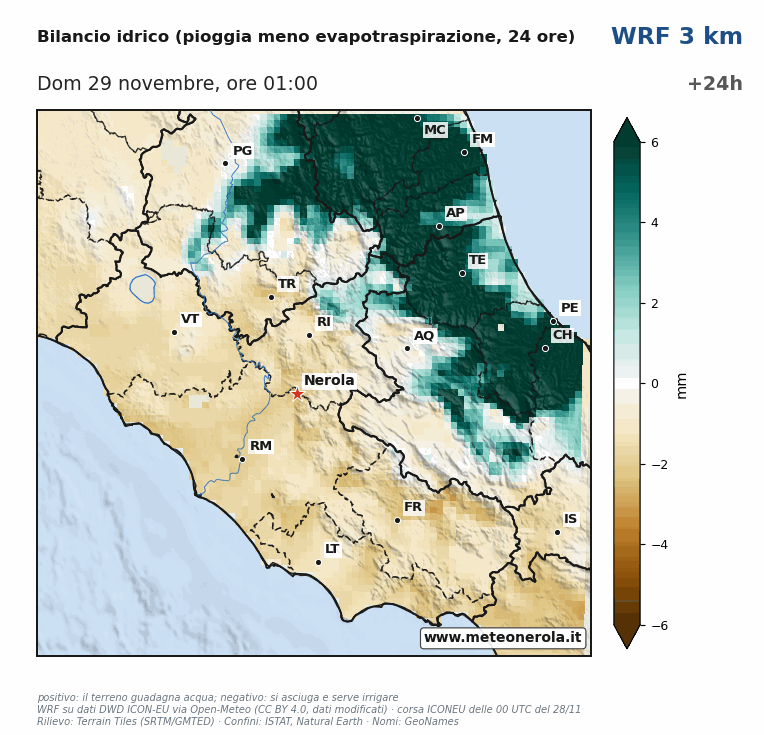 Bilancio idrico (pioggia meno evapotraspirazione, 24 ore)
WRF 3 km
Dom 29 novembre, ore 01:00
+24h
MC
FM
PG
AP
TE
TR
PE
VT
RI
AQ
CH
Nerola
RM
FR
IS
LT
www.meteonerola.it
6
4
2
0
−2
−4
−6
mm
positivo: il terreno guadagna acqua; negativo: si asciuga e serve irrigare
WRF su dati DWD ICON-EU via Open-Meteo (CC BY 4.0, dati modificati) · corsa ICONEU delle 00 UTC del 28/11
Rilievo: Terrain Tiles (SRTM/GMTED) · Confini: ISTAT, Natural Earth · Nomi: GeoNames